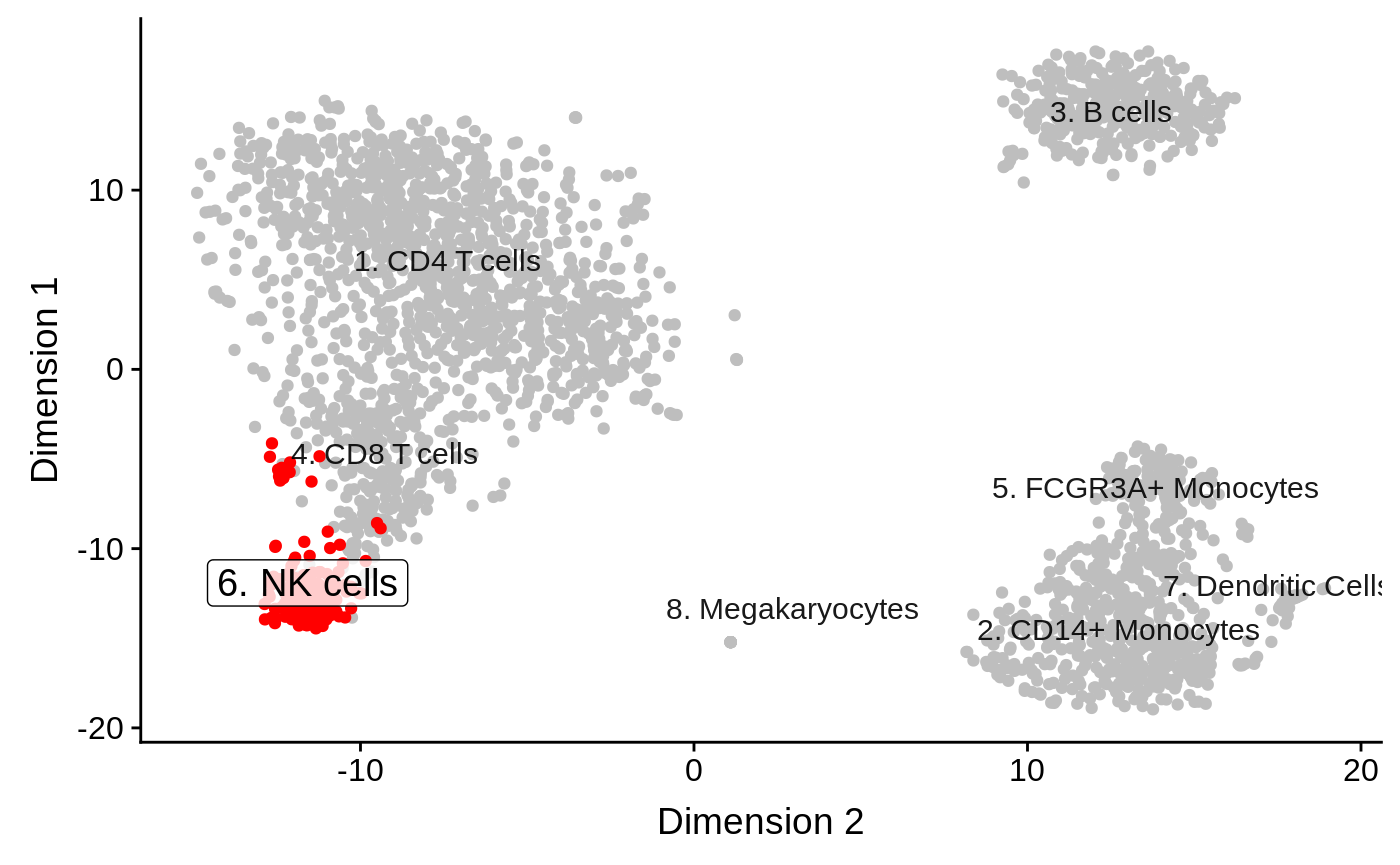 3. B cells
10
1. CD4 T cells
0
4. CD8 T cells
5. FCGR3A+ Monocytes
-10
6. NK cells
7. Dendritic Cells
8. Megakaryocytes
2. CD14+ Monocytes
-20
-10
0
10
20
Dimension 2
Dimension 1